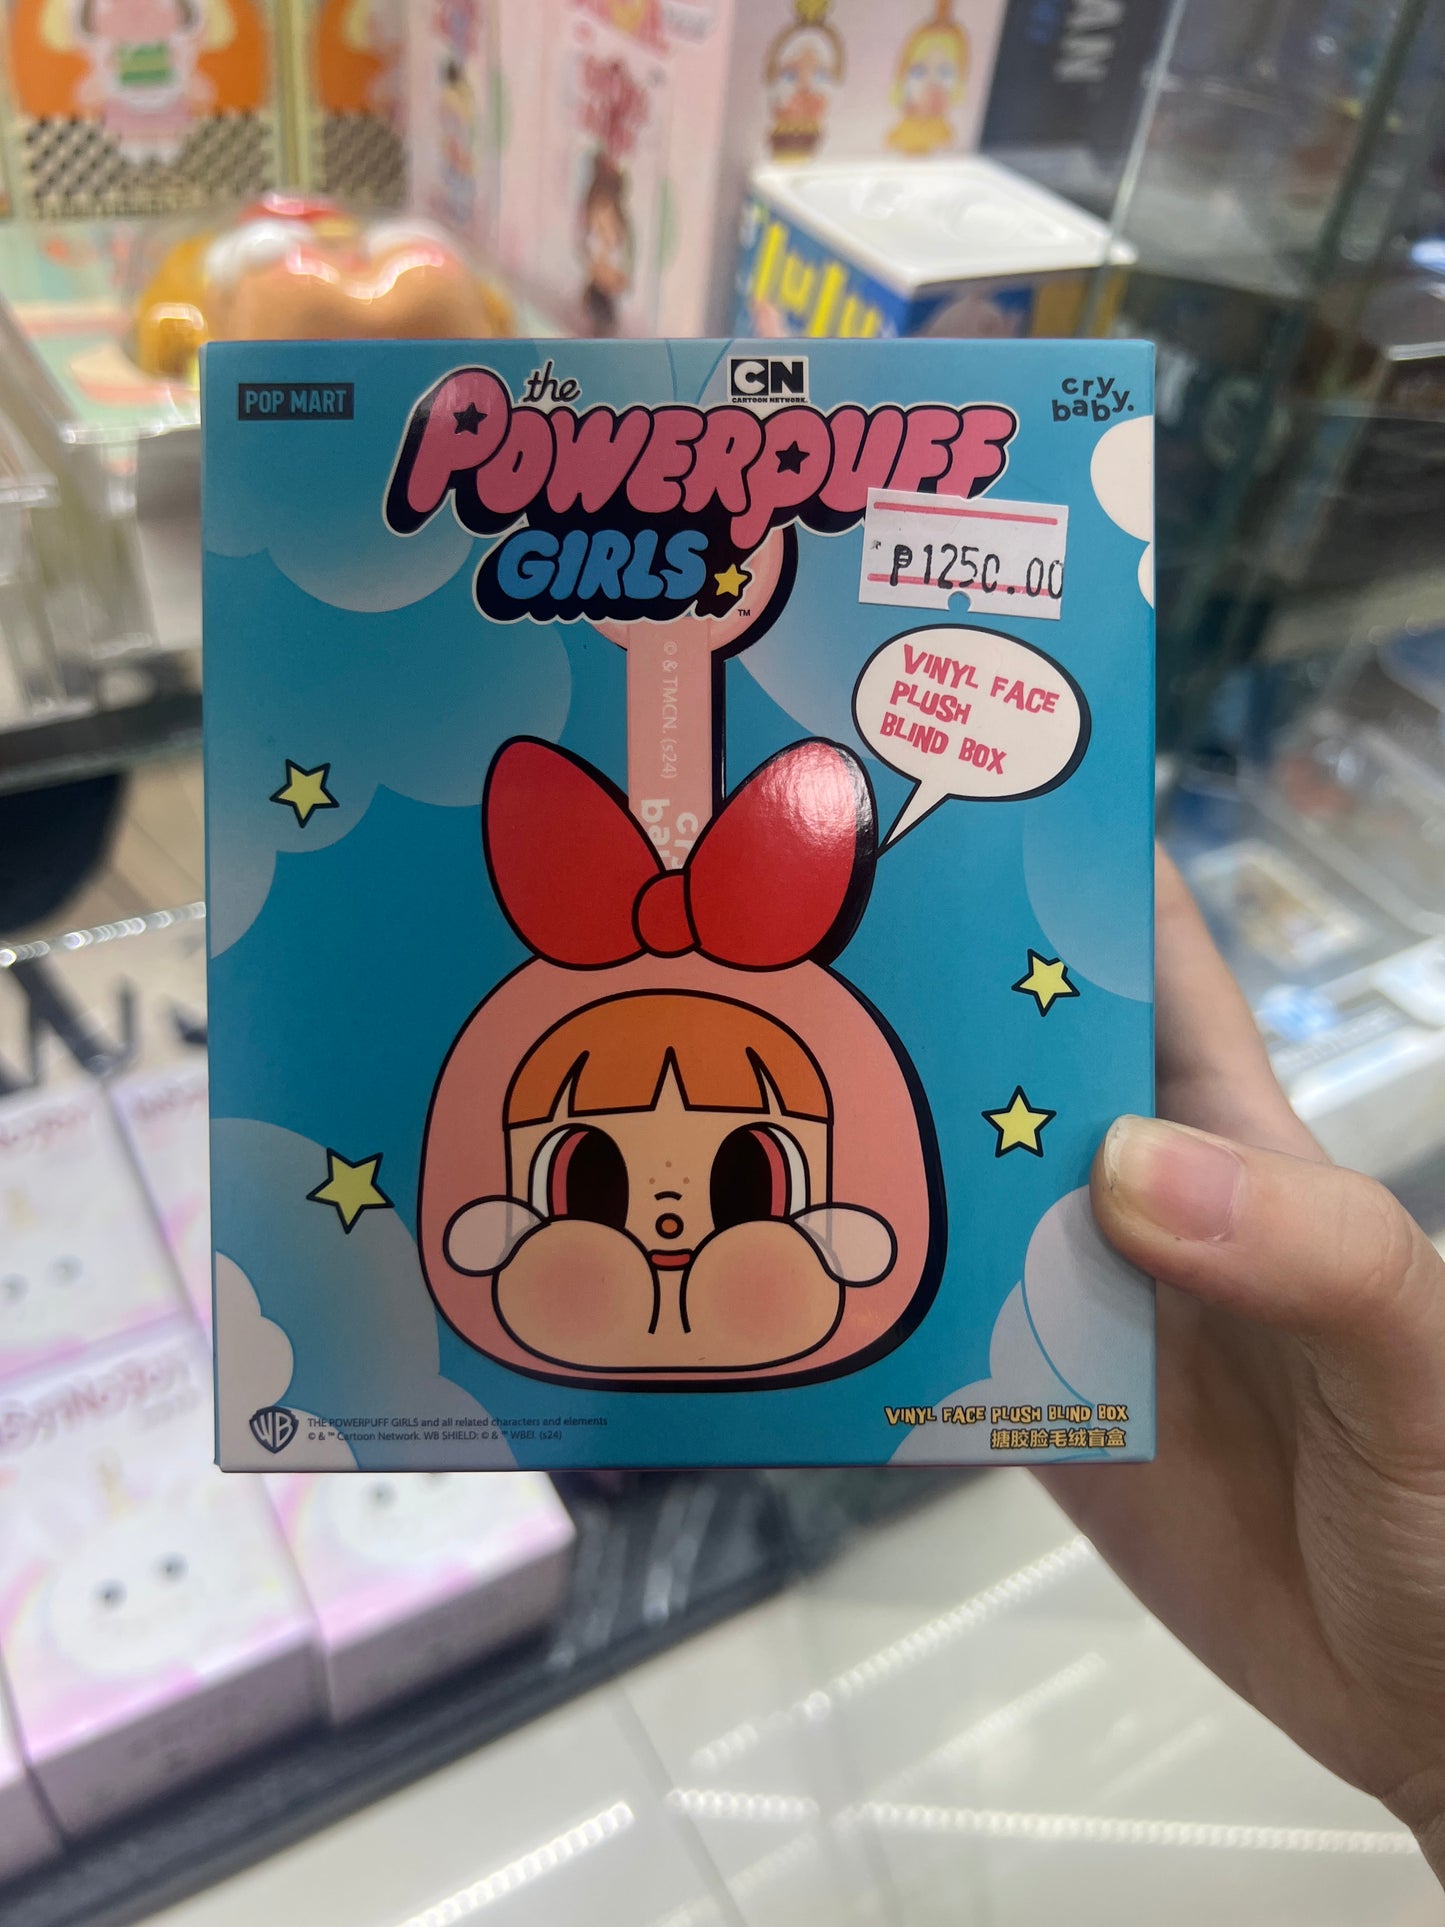 POP MART
the
CN
CARTOON NETWORK.
cry
baby.
POWERPUFF
GIRLS
™
₱1250.00
© & TMCN. (s24)
VINYL FACE
PLUSH
BLIND BOX
WB
THE POWERPUFF GIRLS and all related characters and elements
© & ™ Cartoon Network. WB SHIELD: © & ™ WBEI. (s24)
VINYL FACE PLUSH BLIND BOX
搪胶脸毛绒盲盒